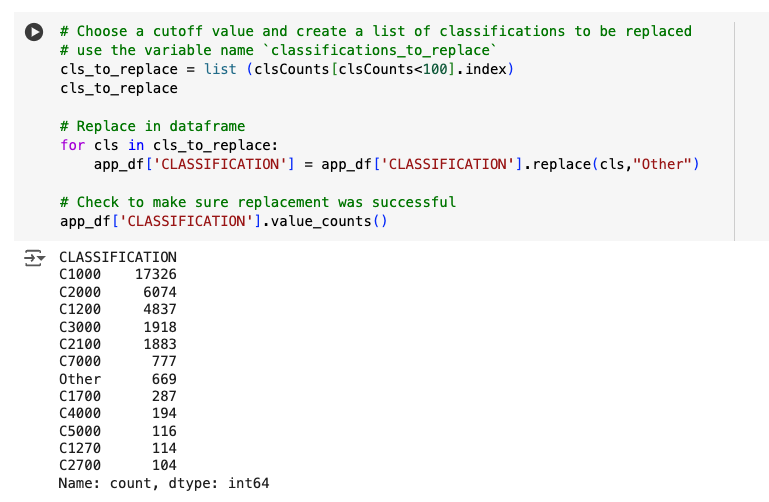 # Choose a cutoff value and create a list of classifications to be replaced
# use the variable name `classifications_to_replace`
cls_to_replace = list (clsCounts[clsCounts<100].index)
cls_to_replace
# Replace in dataframe
for cls in cls_to_replace:
    app_df['CLASSIFICATION'] = app_df['CLASSIFICATION'].replace(cls,"Other")
# Check to make sure replacement was successful
app_df['CLASSIFICATION'].value_counts()
CLASSIFICATION
C1000    17326
C2000     6074
C1200     4837
C3000     1918
C2100     1883
C7000      777
Other      669
C1700      287
C4000      194
C5000      116
C1270      114
C2700      104
Name: count, dtype: int64